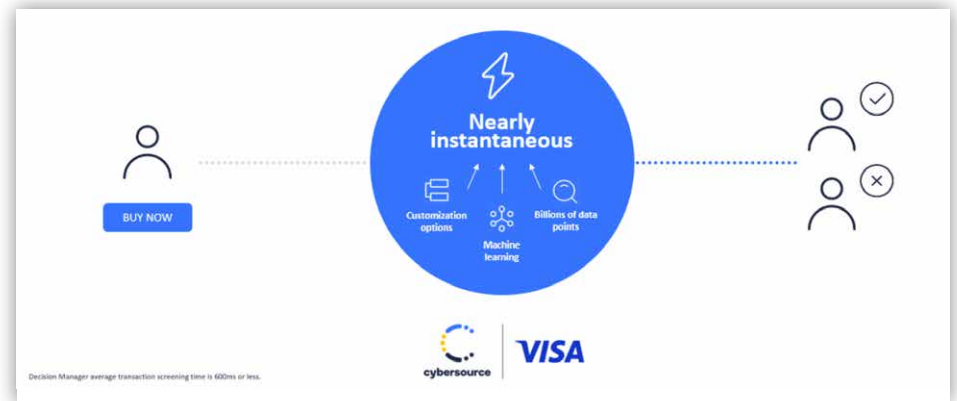 Nearly
instantaneous
BUY NOW
Customization
options
Machine
learning
Billions of data
points
cybersource
VISA
Decision Manager average transaction screening time is 600ms or less.